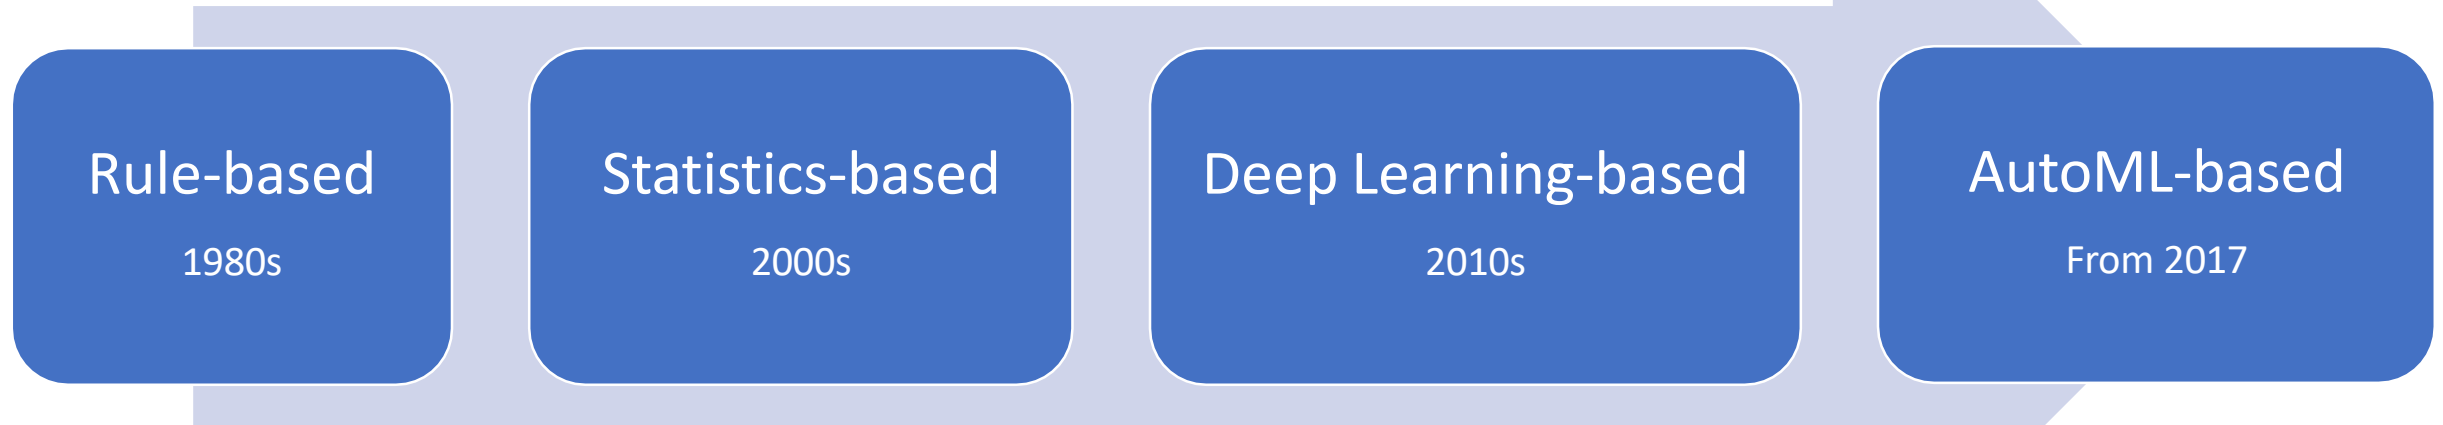 Rule-based
1980s
Statistics-based
2000s
Deep Learning-based
2010s
AutoML-based
From 2017